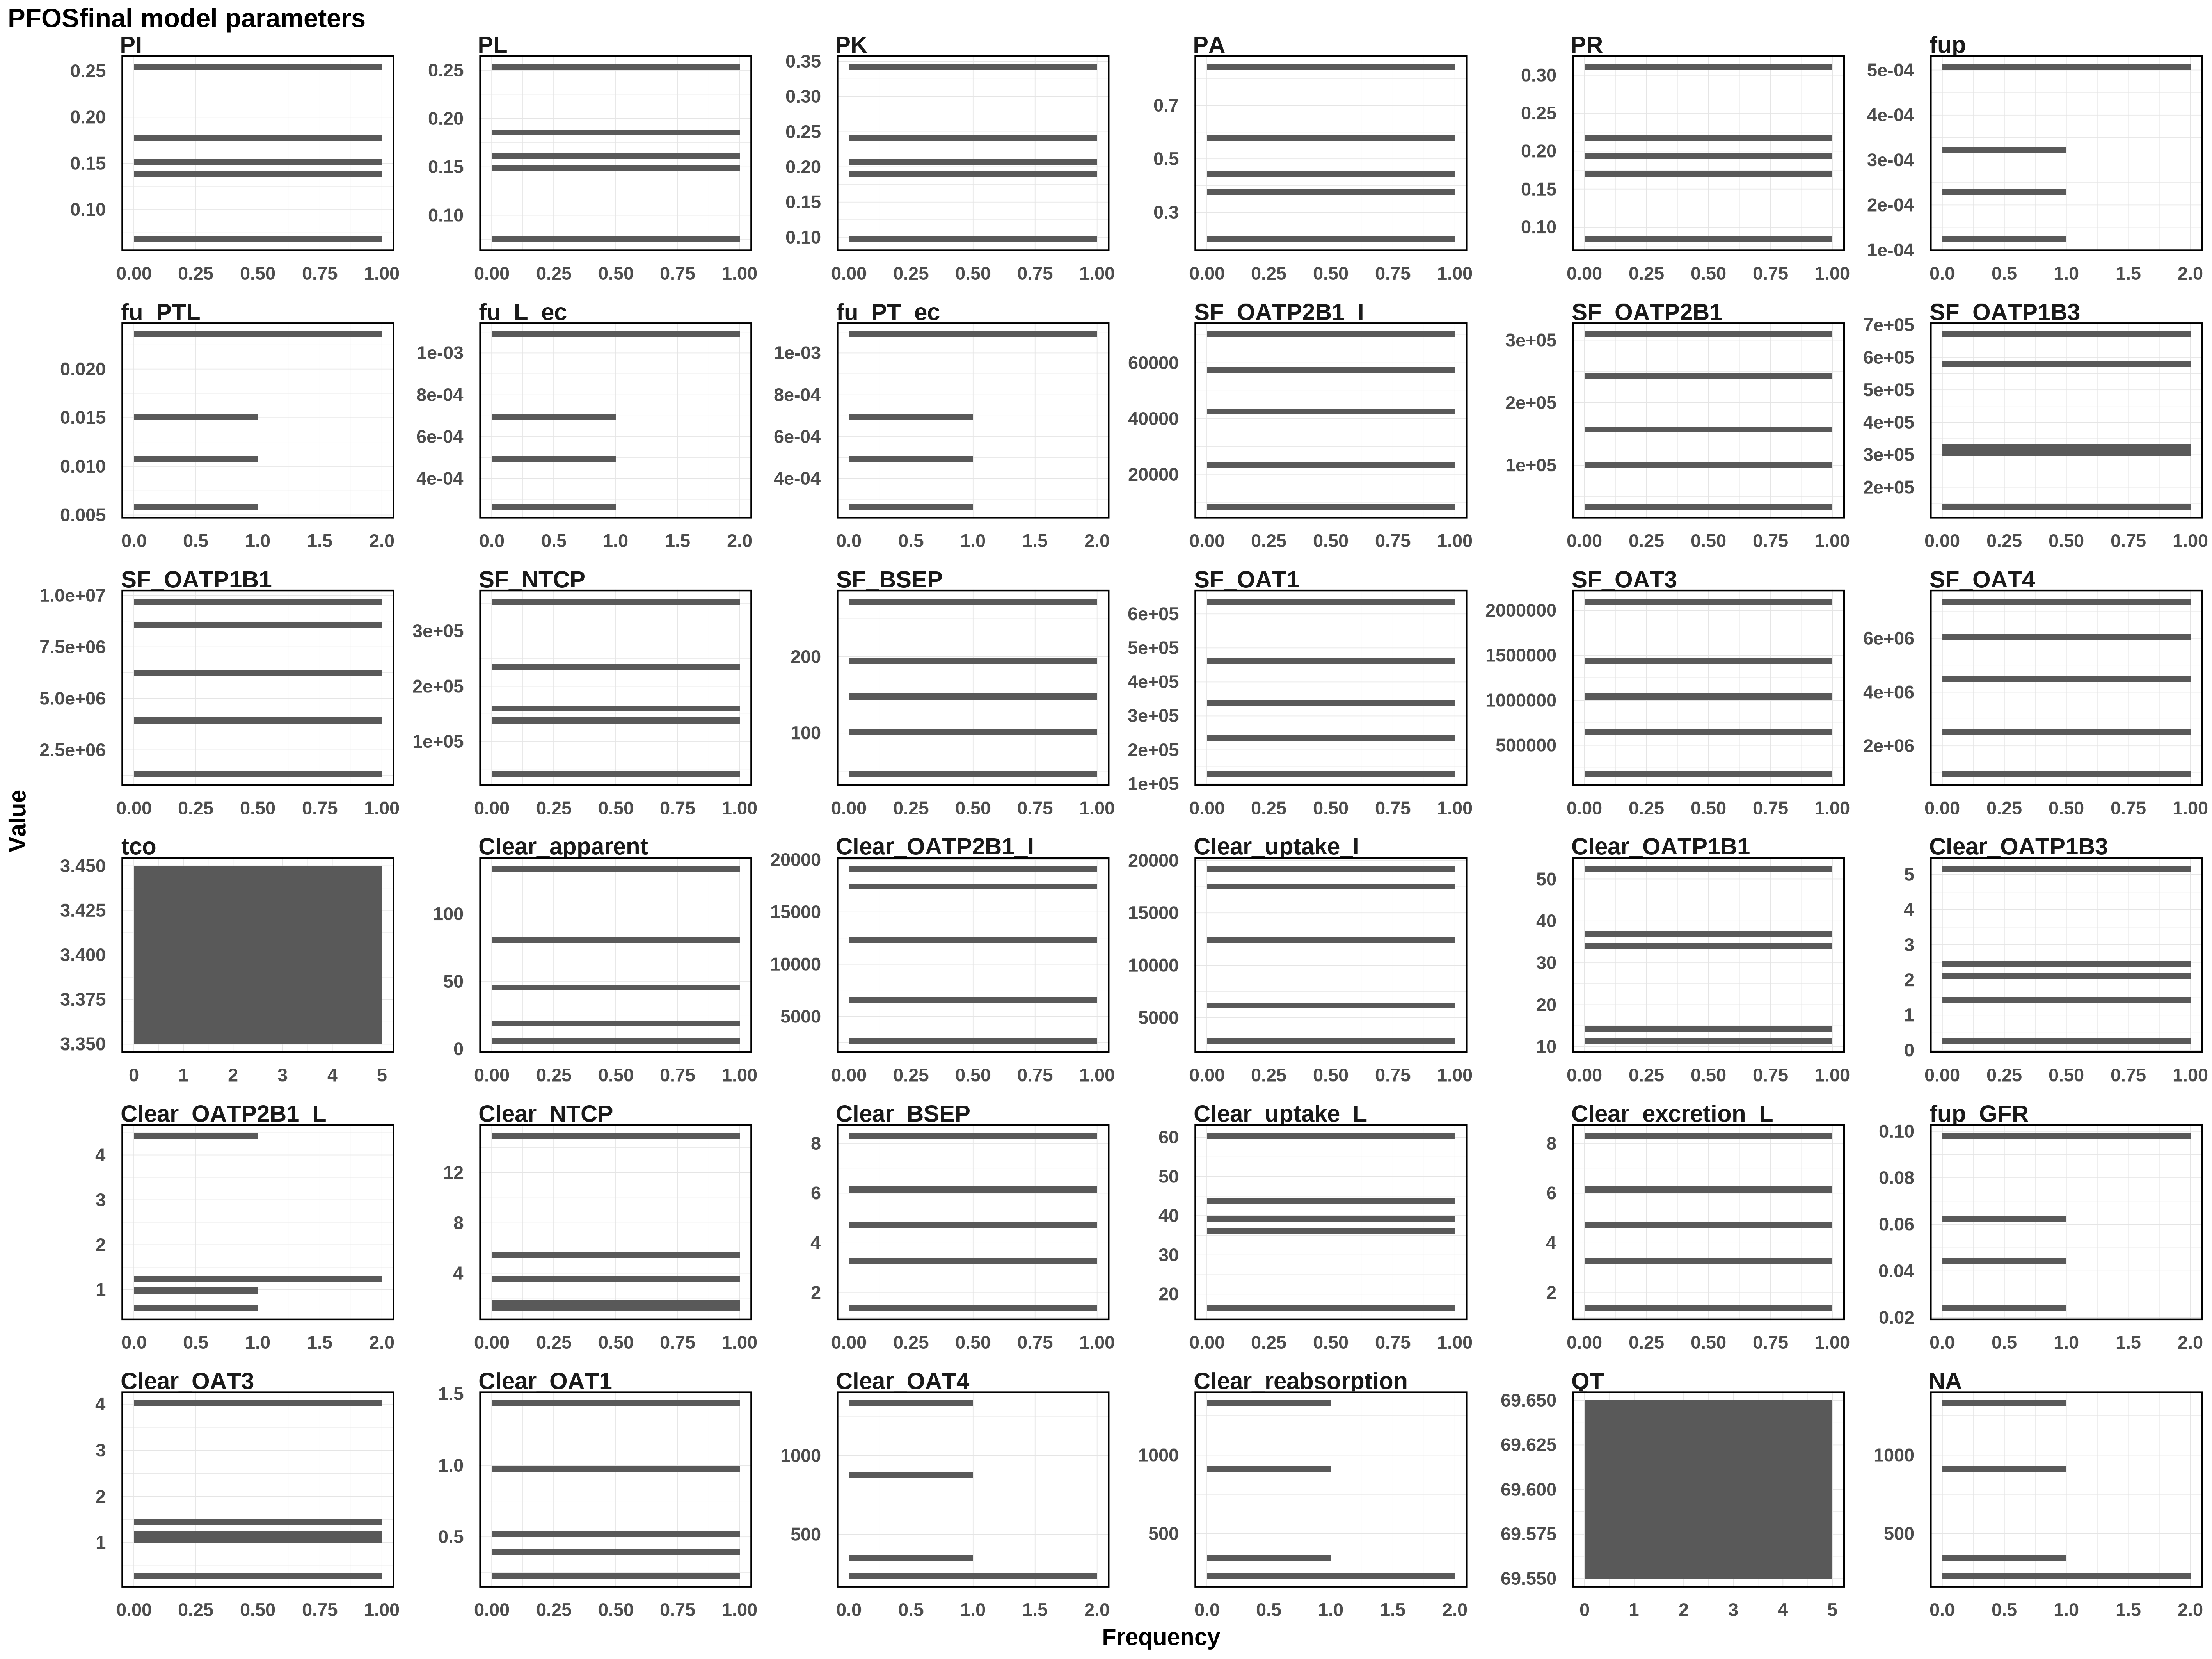 PFOSfinal model parameters
PI PL PK PA PR fup
0.25 0.20 0.15 0.10
0.25 0.20 0.15 0.10
0.35 0.30 0.25 0.20 0.15 0.10
0.7 0.5 0.3
0.30 0.25 0.20 0.15 0.10
5e-04 4e-04 3e-04 2e-04 1e-04
0.00 0.25 0.50 0.75 1.00
0.00 0.25 0.50 0.75 1.00
0.00 0.25 0.50 0.75 1.00
0.00 0.25 0.50 0.75 1.00
0.00 0.25 0.50 0.75 1.00
0.0 0.5 1.0 1.5 2.0
fu_PTL fu_L_ec fu_PT_ec SF_OATP2B1_I SF_OATP2B1 SF_OATP1B3
0.020 0.015 0.010 0.005
1e-03 8e-04 6e-04 4e-04
1e-03 8e-04 6e-04 4e-04
60000 40000 20000
3e+05 2e+05 1e+05
7e+05 6e+05 5e+05 4e+05 3e+05 2e+05
0.0 0.5 1.0 1.5 2.0
0.0 0.5 1.0 1.5 2.0
0.0 0.5 1.0 1.5 2.0
0.00 0.25 0.50 0.75 1.00
0.00 0.25 0.50 0.75 1.00
0.00 0.25 0.50 0.75 1.00
SF_OATP1B1 SF_NTCP SF_BSEP SF_OAT1 SF_OAT3 SF_OAT4
1.0e+07 7.5e+06 5.0e+06 2.5e+06
3e+05 2e+05 1e+05
200 100
6e+05 5e+05 4e+05 3e+05 2e+05 1e+05
2000000 1500000 1000000 500000
6e+06 4e+06 2e+06
0.00 0.25 0.50 0.75 1.00
0.00 0.25 0.50 0.75 1.00
0.00 0.25 0.50 0.75 1.00
0.00 0.25 0.50 0.75 1.00
0.00 0.25 0.50 0.75 1.00
0.00 0.25 0.50 0.75 1.00
Value
tco Clear_apparent Clear_OATP2B1_I Clear_uptake_I Clear_OATP1B1 Clear_OATP1B3
3.450 3.425 3.400 3.375 3.350
100 50 0
20000 15000 10000 5000
20000 15000 10000 5000
50 40 30 20 10
5 4 3 2 1 0
0 1 2 3 4 5
0.00 0.25 0.50 0.75 1.00
0.00 0.25 0.50 0.75 1.00
0.00 0.25 0.50 0.75 1.00
0.00 0.25 0.50 0.75 1.00
0.00 0.25 0.50 0.75 1.00
Clear_OATP2B1_L Clear_NTCP Clear_BSEP Clear_uptake_L Clear_excretion_L fup_GFR
4 3 2 1
12 8 4
8 6 4 2
60 50 40 30 20
8 6 4 2
0.10 0.08 0.06 0.04 0.02
0.0 0.5 1.0 1.5 2.0
0.00 0.25 0.50 0.75 1.00
0.00 0.25 0.50 0.75 1.00
0.00 0.25 0.50 0.75 1.00
0.00 0.25 0.50 0.75 1.00
0.0 0.5 1.0 1.5 2.0
Clear_OAT3 Clear_OAT1 Clear_OAT4 Clear_reabsorption QT NA
4 3 2 1
1.5 1.0 0.5
1000 500
1000 500
69.650 69.625 69.600 69.575 69.550
1000 500
0.00 0.25 0.50 0.75 1.00
0.00 0.25 0.50 0.75 1.00
0.0 0.5 1.0 1.5 2.0
0.0 0.5 1.0 1.5 2.0
0 1 2 3 4 5
0.0 0.5 1.0 1.5 2.0
Frequency